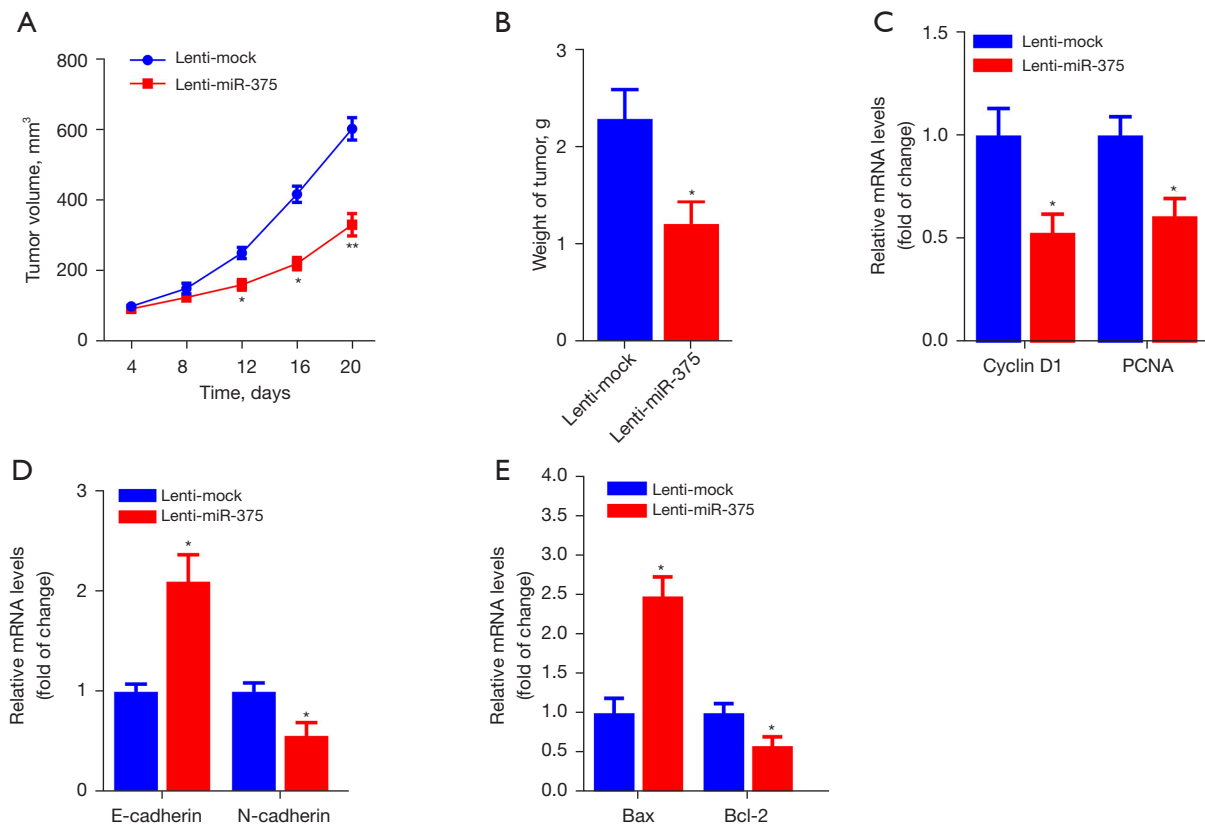 A
Lenti-mock
Lenti-miR-375
Tumor volume, mm³
800
600
400
200
0
*
*
**
4 8 12 16 20
Time, days
B
Weight of tumor, g
3
2
1
0
*
Lenti-mock
Lenti-miR-375
C
Lenti-mock
Lenti-miR-375
Relative mRNA levels
(fold of change)
1.5
1.0
0.5
0.0
*
*
Cyclin D1 PCNA
D
Lenti-mock
Lenti-miR-375
Relative mRNA levels
(fold of change)
3
2
1
0
*
*
E-cadherin N-cadherin
E
Lenti-mock
Lenti-miR-375
Relative mRNA levels
(fold of change)
4.0
3.5
3.0
2.5
2.0
1.5
1.0
0.5
0.0
*
*
Bax Bcl-2